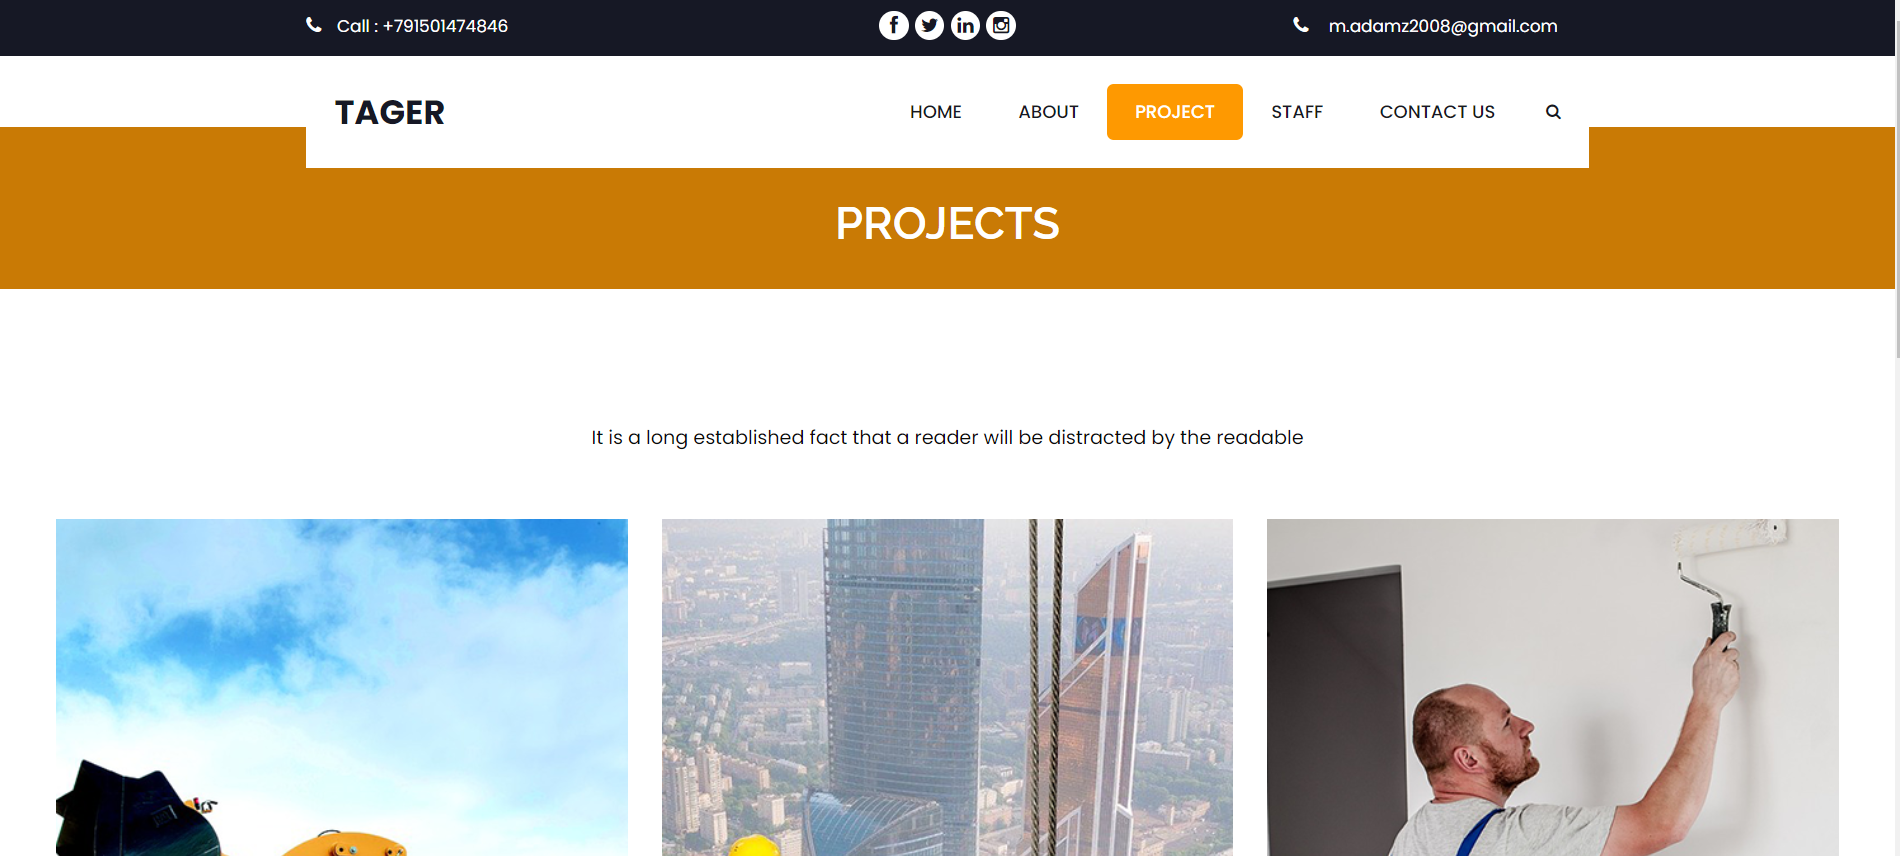 Call : +791501474846
m.adamz2008@gmail.com
TAGER
HOME ABOUT PROJECT STAFF CONTACT US
PROJECTS
It is a long established fact that a reader will be distracted by the readable